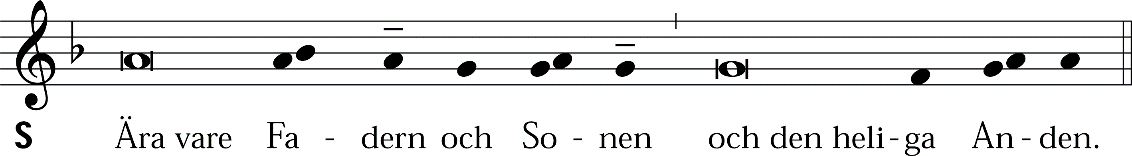 S Ära vare Fa - dern och So - nen och den heli - ga An - den.